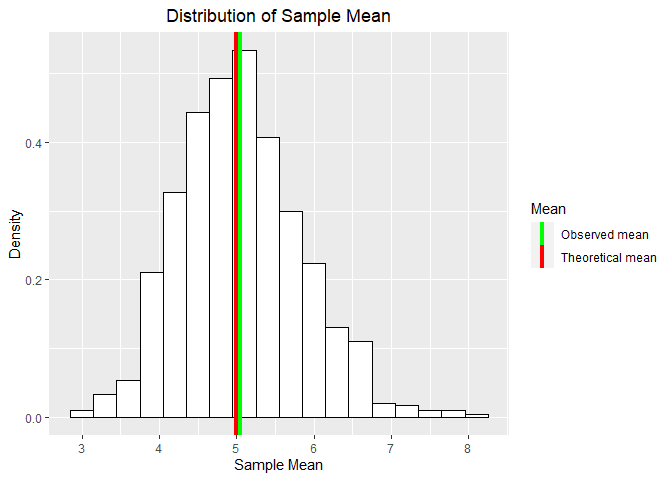 Distribution of Sample Mean
Density
0.4
0.2
0.0
3 4 5 6 7 8
Sample Mean
Mean
Observed mean
Theoretical mean